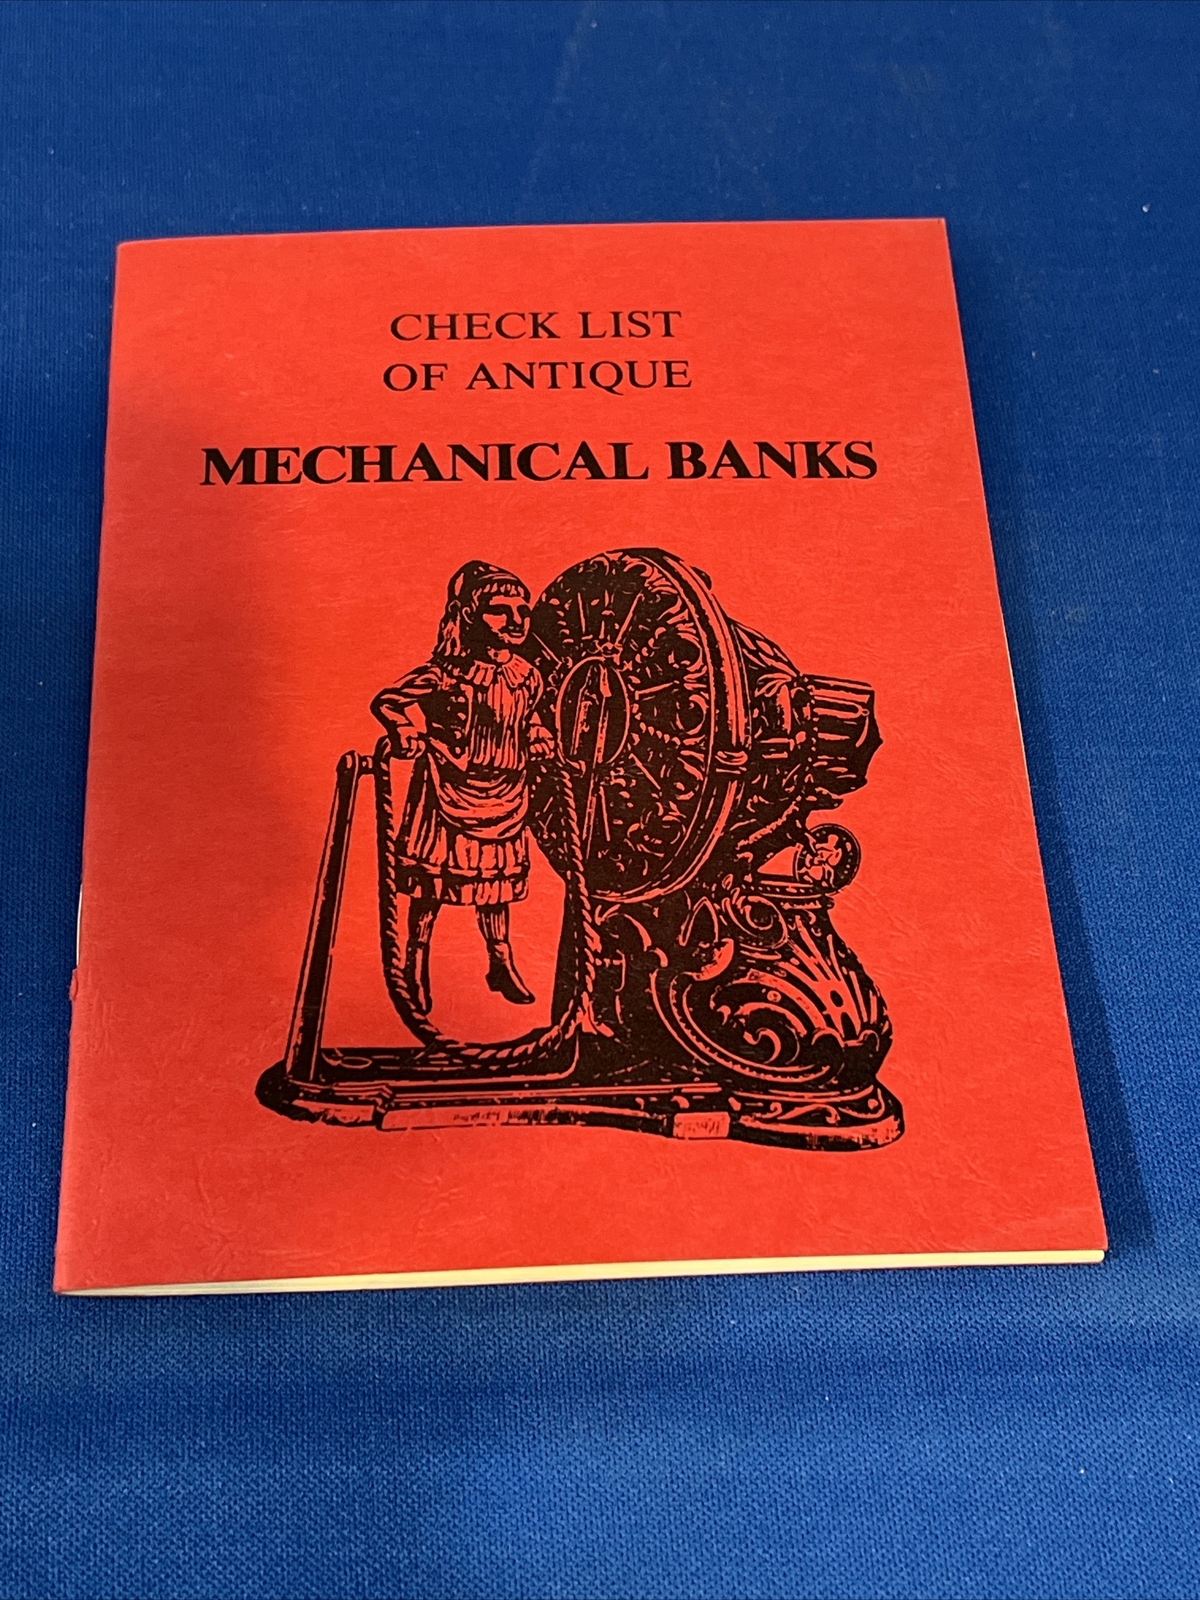 CHECK LIST
OF ANTIQUE
MECHANICAL BANKS